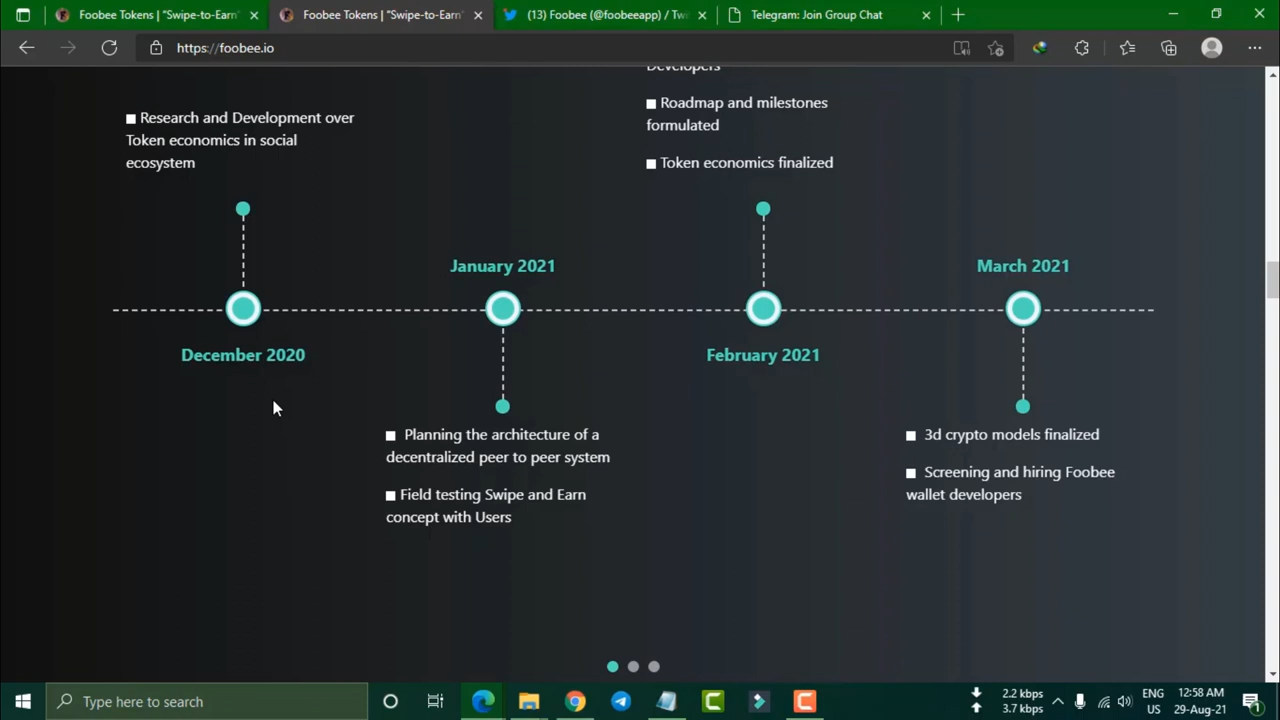 Foobee Tokens | "Swipe-to-Earn"
Foobee Tokens | "Swipe-to-Earn"
(13) Foobee (@foobeeapp) / Twi
Telegram: Join Group Chat
https://foobee.io
Developers
■ Research and Development over
Token economics in social
ecosystem
■ Roadmap and milestones
formulated
■ Token economics finalized
January 2021
March 2021
December 2020
February 2021
■ Planning the architecture of a
decentralized peer to peer system
■ Field testing Swipe and Earn
concept with Users
■ 3d crypto models finalized
■ Screening and hiring Foobee
wallet developers
Type here to search
2.2 kbps
3.7 kbps
ENG
US
12:58 AM
29-Aug-21
1